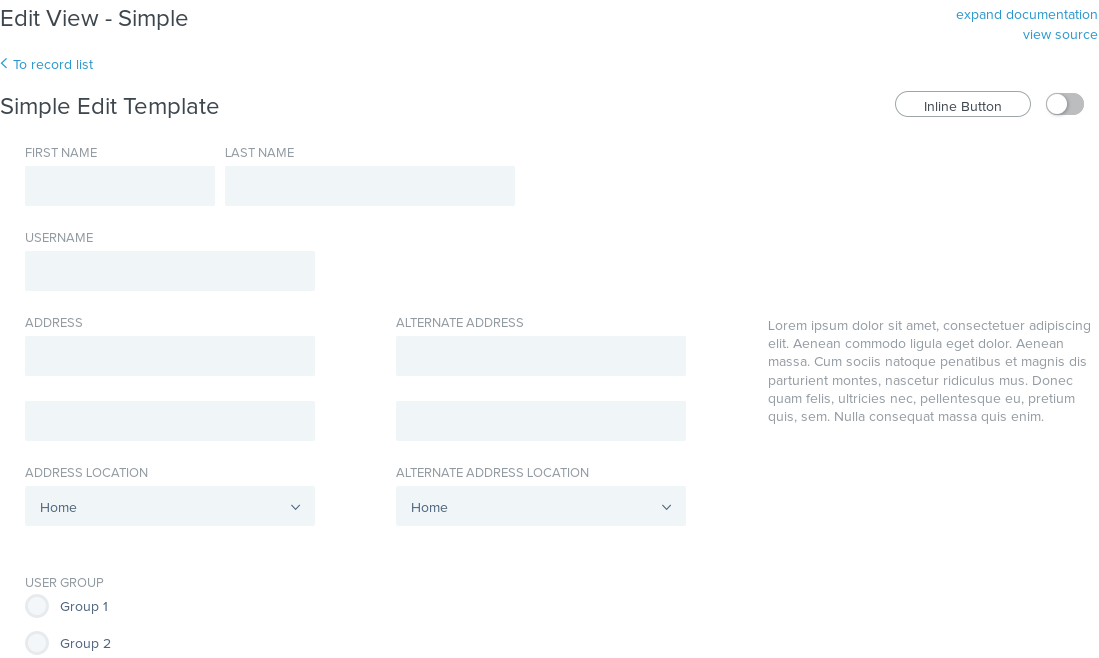 Edit View - Simple
expand documentation
view source
To record list
Simple Edit Template
Inline Button
FIRST NAME
LAST NAME
USERNAME
ADDRESS
ALTERNATE ADDRESS
Lorem ipsum dolor sit amet, consectetuer adipiscing
elit. Aenean commodo ligula eget dolor. Aenean
massa. Cum sociis natoque penatibus et magnis dis
parturient montes, nascetur ridiculus mus. Donec
quam felis, ultricies nec, pellentesque eu, pretium
quis, sem. Nulla consequat massa quis enim.
ADDRESS LOCATION
ALTERNATE ADDRESS LOCATION
Home
Home
USER GROUP
Group 1
Group 2